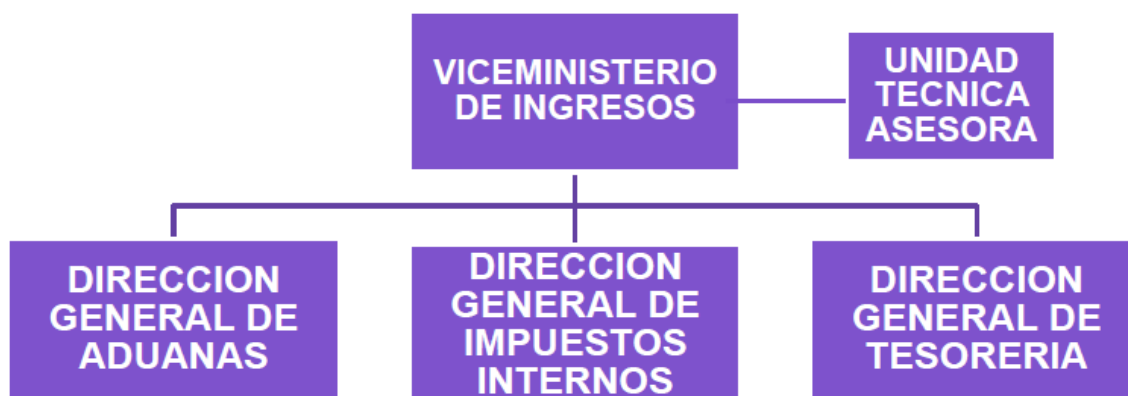 VICEMINISTERIO
DE INGRESOS
UNIDAD
TECNICA
ASESORA
DIRECCION
GENERAL DE
ADUANAS
DIRECCION
GENERAL DE
IMPUESTOS
INTERNOS
DIRECCION
GENERAL DE
TESORERIA